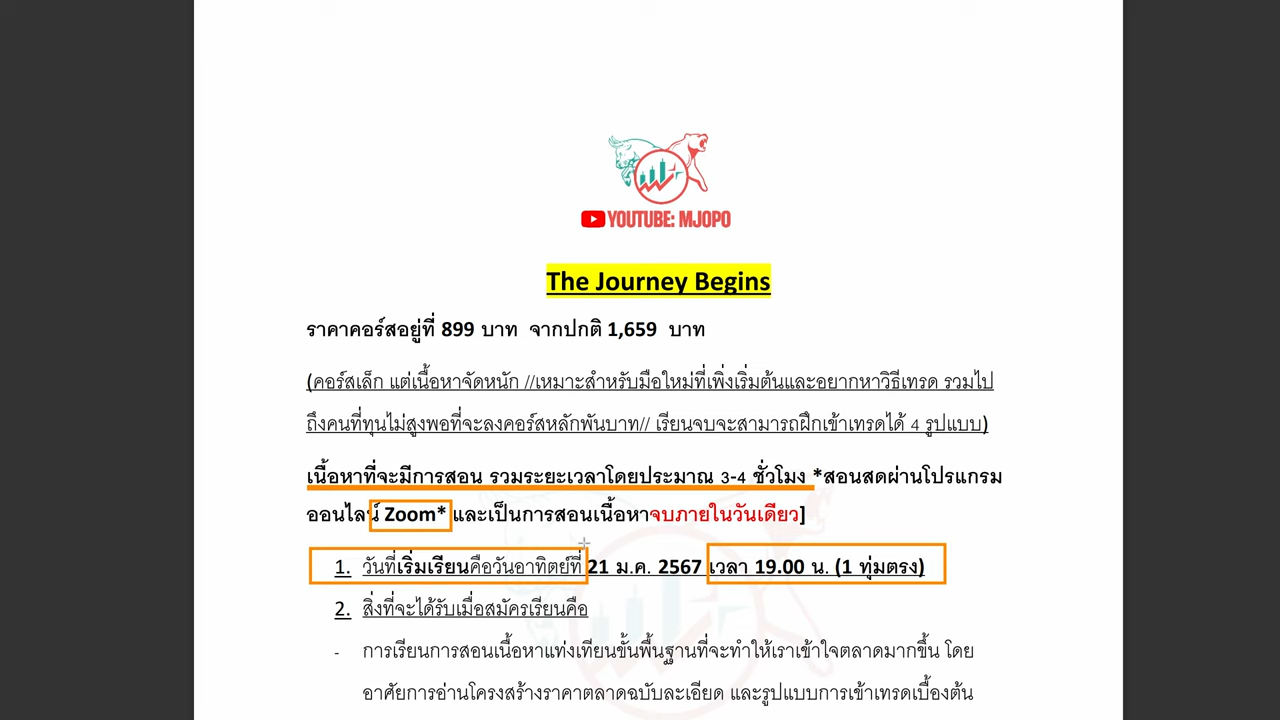 YOUTUBE: MJOPO
The Journey Begins
ราคาคอร์สอยู่ที่ 899 บาท จากปกติ 1,659 บาท
(คอร์สเล็ก แต่เนื้อหาจัดหนัก //เหมาะสำหรับมือใหม่ที่เพิ่งเริ่มต้นและอยากหาวิธีเทรด รวมไป
ถึงคนที่ทุนไม่สูงพอที่จะลงคอร์สหลักพันบาท// เรียนจบจะสามารถฝึกเข้าเทรดได้ 4 รูปแบบ)
เนื้อหาที่จะมีการสอน รวมระยะเวลาโดยประมาณ 3-4 ชั่วโมง *สอนสดผ่านโปรแกรม
ออนไลน์ Zoom* และเป็นการสอนเนื้อหาจบภายในวันเดียว]
1. วันที่เริ่มเรียนคือวันอาทิตย์ที่ 21 ม.ค. 2567 เวลา 19.00 น. (1 ทุ่มตรง)
2. สิ่งที่จะได้รับเมื่อสมัครเรียนคือ
- การเรียนการสอนเนื้อหาแท่งเทียนขั้นพื้นฐานที่จะทำให้เราเข้าใจตลาดมากขึ้น โดย
อาศัยการอ่านโครงสร้างราคาตลาดฉบับละเอียด และรูปแบบการเข้าเทรดเบื้องต้น